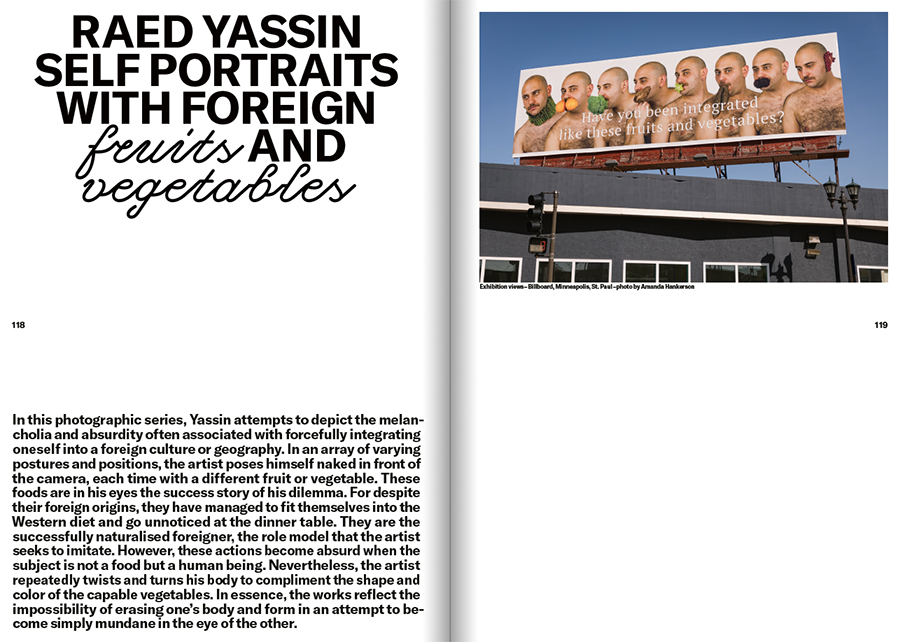 RAED YASSIN
SELF PORTRAITS
WITH FOREIGN
fruits AND
vegetables
118
In this photographic series, Yassin attempts to depict the melan-
cholia and absurdity often associated with forcefully integrating
oneself into a foreign culture or geography. In an array of varying
postures and positions, the artist poses himself naked in front of
the camera, each time with a different fruit or vegetable. These
foods are in his eyes the success story of his dilemma. For despite
their foreign origins, they have managed to fit themselves into the
Western diet and go unnoticed at the dinner table. They are the
successfully naturalised foreigner, the role model that the artist
seeks to imitate. However, these actions become absurd when the
subject is not a food but a human being. Nevertheless, the artist
repeatedly twists and turns his body to compliment the shape and
color of the capable vegetables. In essence, the works reflect the
impossibility of erasing one's body and form in an attempt to be-
come simply mundane in the eye of the other.
Have you been integrated
like these fruits and vegetables?
Exhibition views – Billboard, Minneapolis, St. Paul – photo by Amanda Hankerson
119